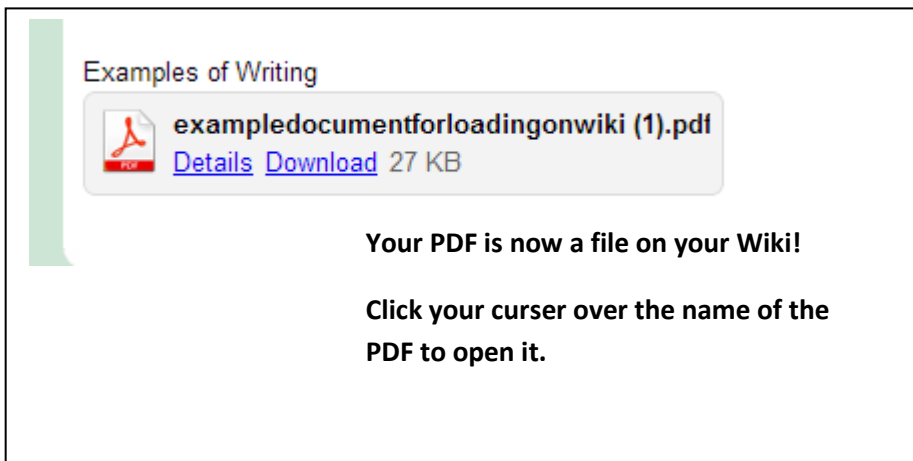 Examples of Writing
exampledocumentforloadingonwiki (1).pdf
PDF
Details Download 27 KB
Your PDF is now a file on your Wiki!
Click your curser over the name of the
PDF to open it.